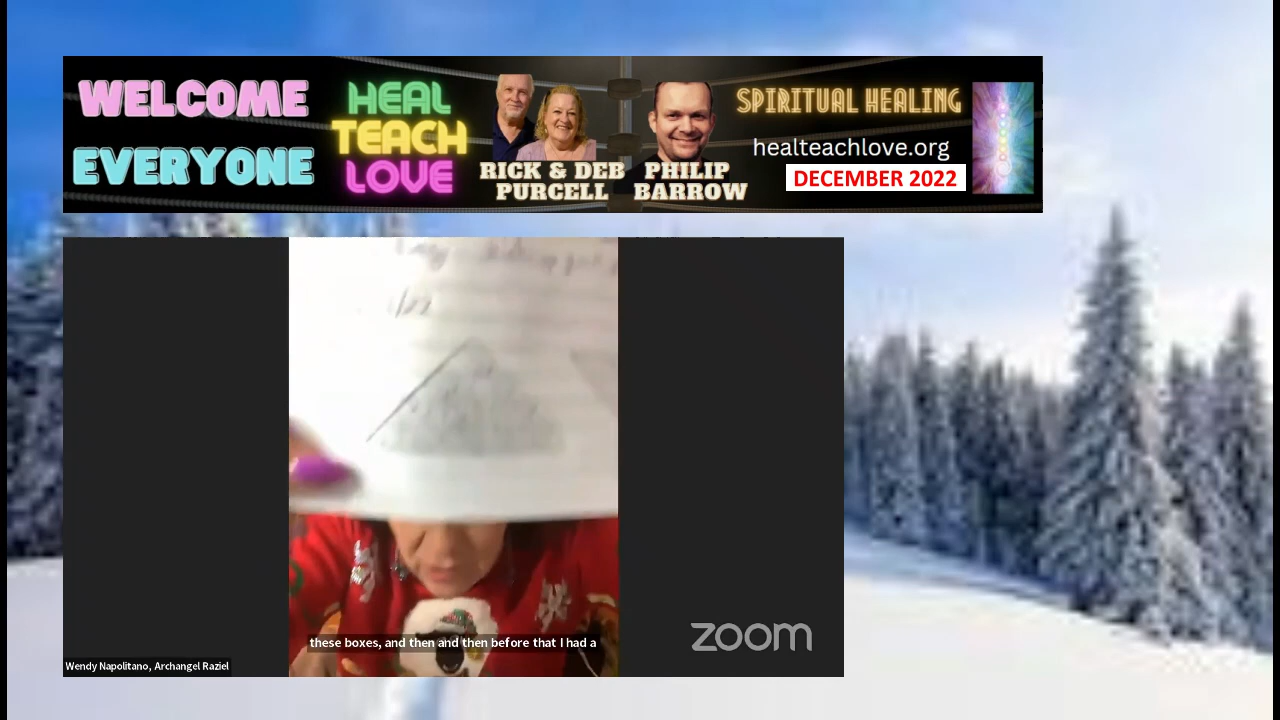 WELCOME
EVERYONE
HEAL
TEACH
LOVE
RICK & DEB
PURCELL
PHILIP
BARROW
SPIRITUAL HEALING
healteachlove.org
DECEMBER 2022
these boxes, and then and then before that I had a
Wendy Napolitano, Archangel Raziel
zoom